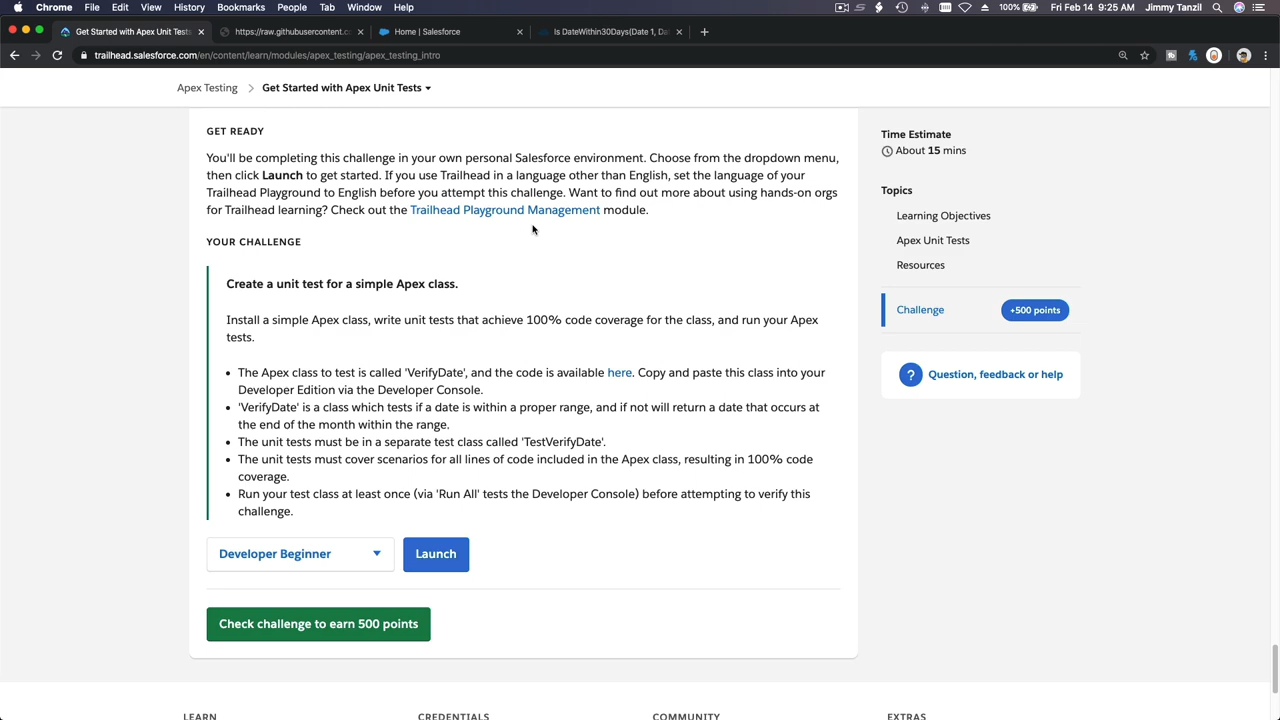 Chrome File Edit View History Bookmarks People Tab Window Help 100% Fri Feb 14 9:25 AM Jimmy Tanzil
Get Started with Apex Unit Tests https://raw.githubusercontent.c Home | Salesforce Is DateWithin30Days(Date 1, Da
trailhead.salesforce.com/en/content/learn/modules/apex_testing/apex_testing_intro
Apex Testing > Get Started with Apex Unit Tests
GET READY
You'll be completing this challenge in your own personal Salesforce environment. Choose from the dropdown menu,
then click Launch to get started. If you use Trailhead in a language other than English, set the language of your
Trailhead Playground to English before you attempt this challenge. Want to find out more about using hands-on orgs
for Trailhead learning? Check out the Trailhead Playground Management module.
YOUR CHALLENGE
Create a unit test for a simple Apex class.
Install a simple Apex class, write unit tests that achieve 100% code coverage for the class, and run your Apex
tests.
• The Apex class to test is called 'VerifyDate', and the code is available here. Copy and paste this class into your
Developer Edition via the Developer Console.
• 'VerifyDate' is a class which tests if a date is within a proper range, and if not will return a date that occurs at
the end of the month within the range.
• The unit tests must be in a separate test class called 'TestVerifyDate'.
• The unit tests must cover scenarios for all lines of code included in the Apex class, resulting in 100% code
coverage.
• Run your test class at least once (via 'Run All' tests the Developer Console) before attempting to verify this
challenge.
Developer Beginner Launch
Check challenge to earn 500 points
Time Estimate
About 15 mins
Topics
Learning Objectives
Apex Unit Tests
Resources
Challenge +500 points
? Question, feedback or help
LEARN CREDENTIALS COMMUNITY EXTRAS